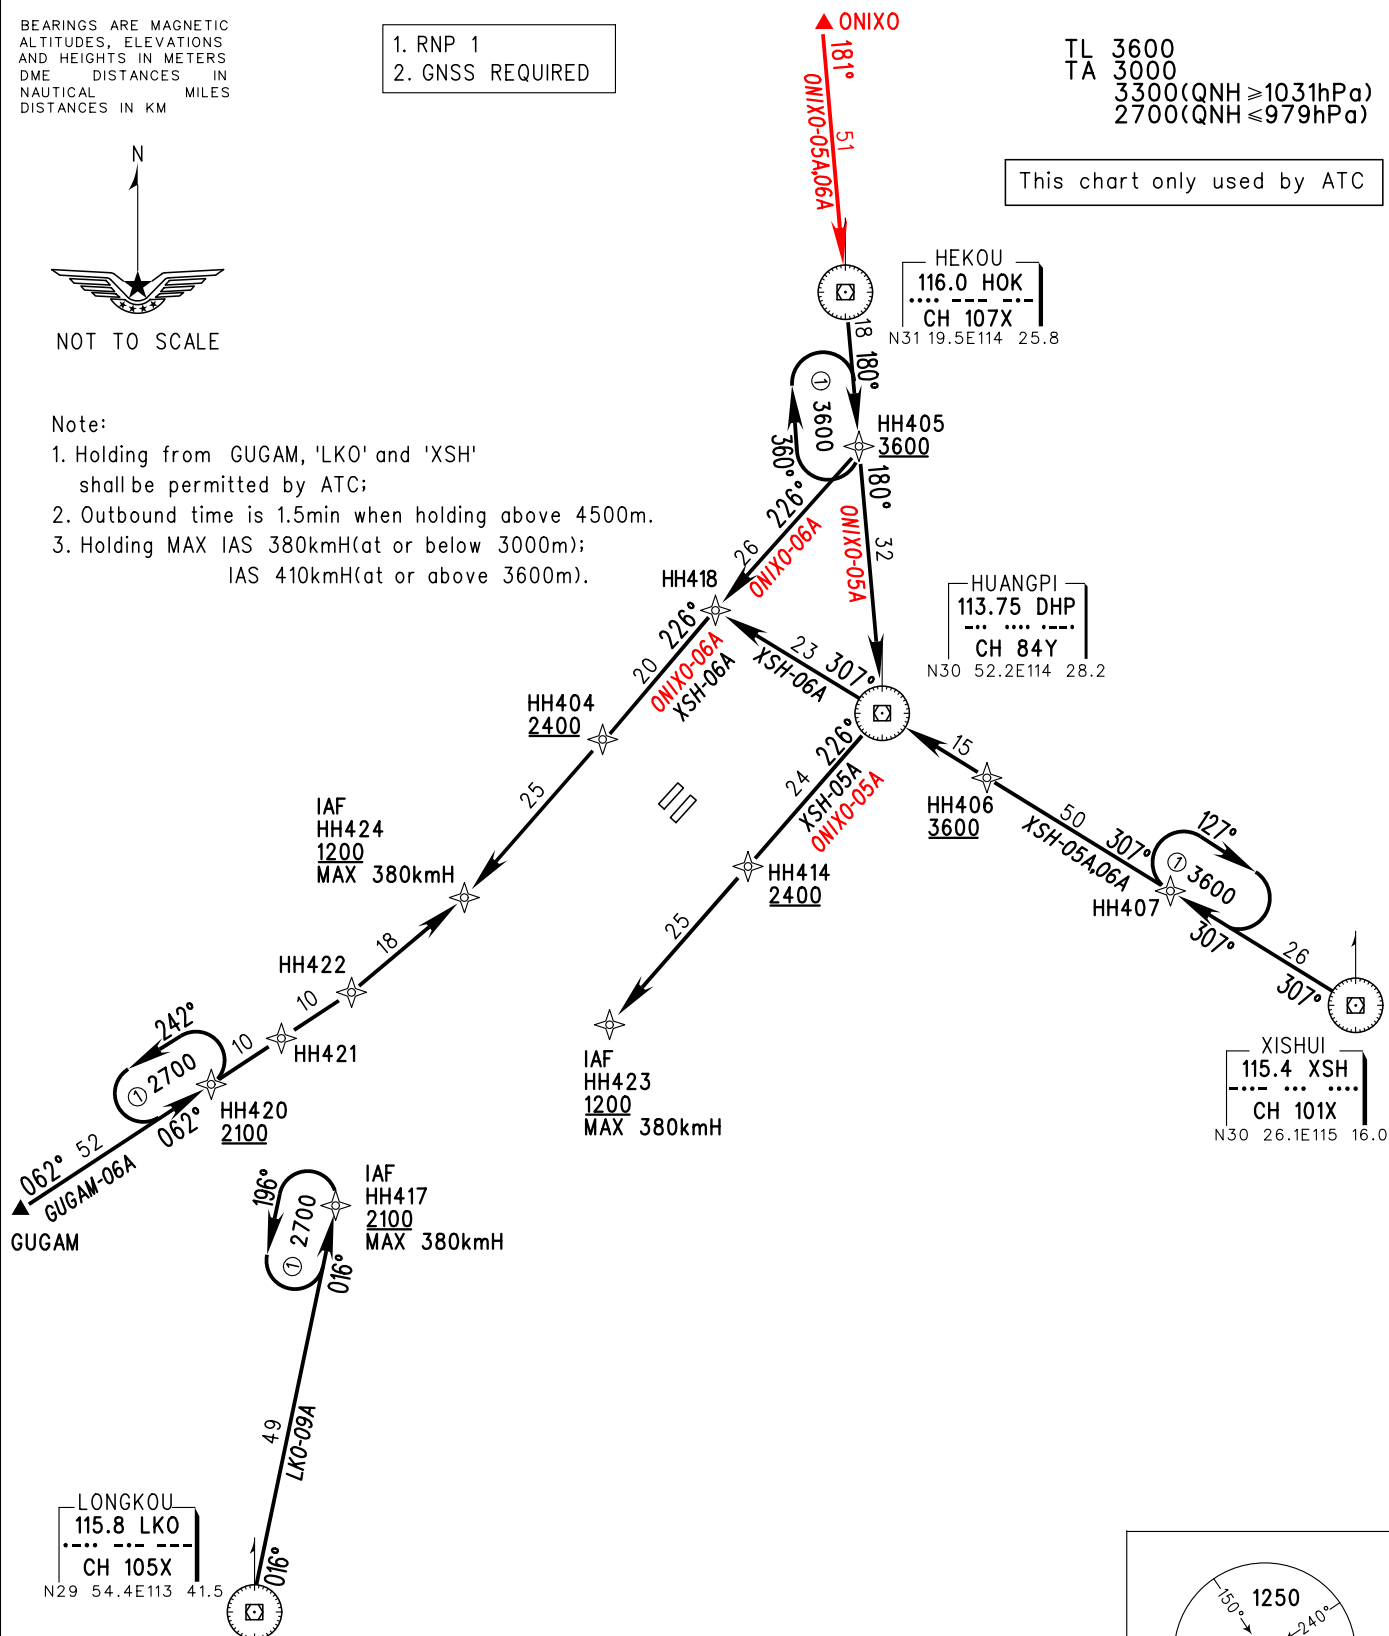 BEARINGS ARE MAGNETIC
ALTITUDES, ELEVATIONS
AND HEIGHTS IN METERS
DME DISTANCES IN
NAUTICAL MILES
DISTANCES IN KM
1. RNP 1
2. GNSS REQUIRED
ONIXO
TL 3600
TA 3000
3300(QNH ≥1031hPa)
2700(QNH ≤979hPa)
This chart only used by ATC
N
NOT TO SCALE
181°
51
ONIXO-05A,06A
HEKOU
116.0 HOK
CH 107X
N31 19.5E114 25.8
18
180°
① 3600
360°
HH405
3600
Note:
1. Holding from GUGAM, 'LKO' and 'XSH'
shall be permitted by ATC;
2. Outbound time is 1.5min when holding above 4500m.
3. Holding MAX IAS 380kmH(at or below 3000m);
IAS 410kmH(at or above 3600m).
226°
26
ONIXO-06A
180°
32
ONIXO-05A
HH418
HUANGPI
113.75 DHP
CH 84Y
N30 52.2E114 28.2
226°
20
ONIXO-06A
XSH-06A
23
307°
XSH-06A
HH404
2400
226°
24
XSH-05A
ONIXO-05A
15
HH406
3600
50
307°
XSH-05A,06A
127°
① 3600
HH407
307°
26
307°
25
IAF
HH424
1200
MAX 380kmH
HH414
2400
25
XISHUI
115.4 XSH
CH 101X
N30 26.1E115 16.0
18
HH422
10
HH421
10
242°
① 2700
HH420
2100
062°
52
062°
GUGAM-06A
GUGAM
IAF
HH423
1200
MAX 380kmH
IAF
HH417
2100
MAX 380kmH
196°
① 2700
016°
49
LKO-09A
LONGKOU
115.8 LKO
CH 105X
N29 54.4E113 41.5
016°
1250
150°
240°